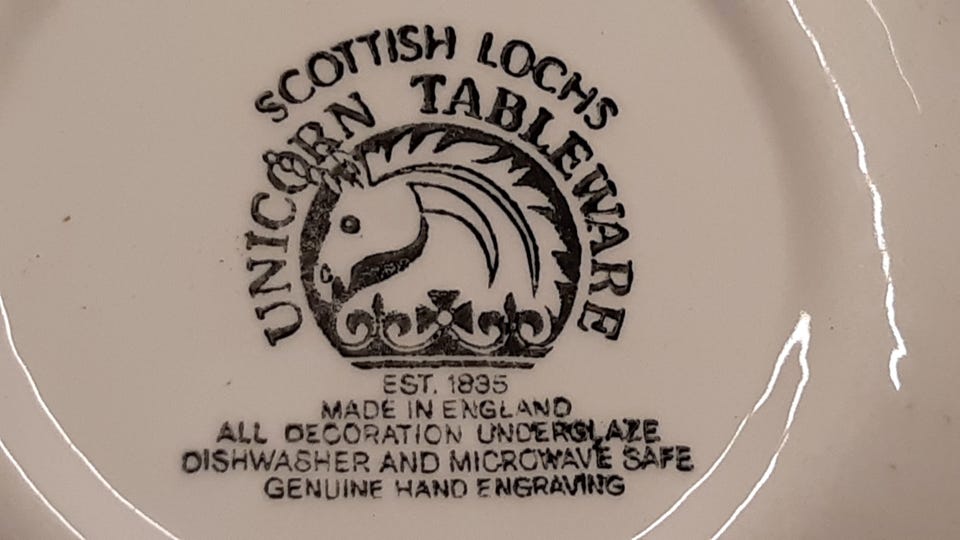 SCOTTISH LOCHS
UNICORN TABLEWARE
EST. 1835
MADE IN ENGLAND
ALL DECORATION UNDERGLAZE
DISHWASHER AND MICROWAVE SAFE
GENUINE HAND ENGRAVING